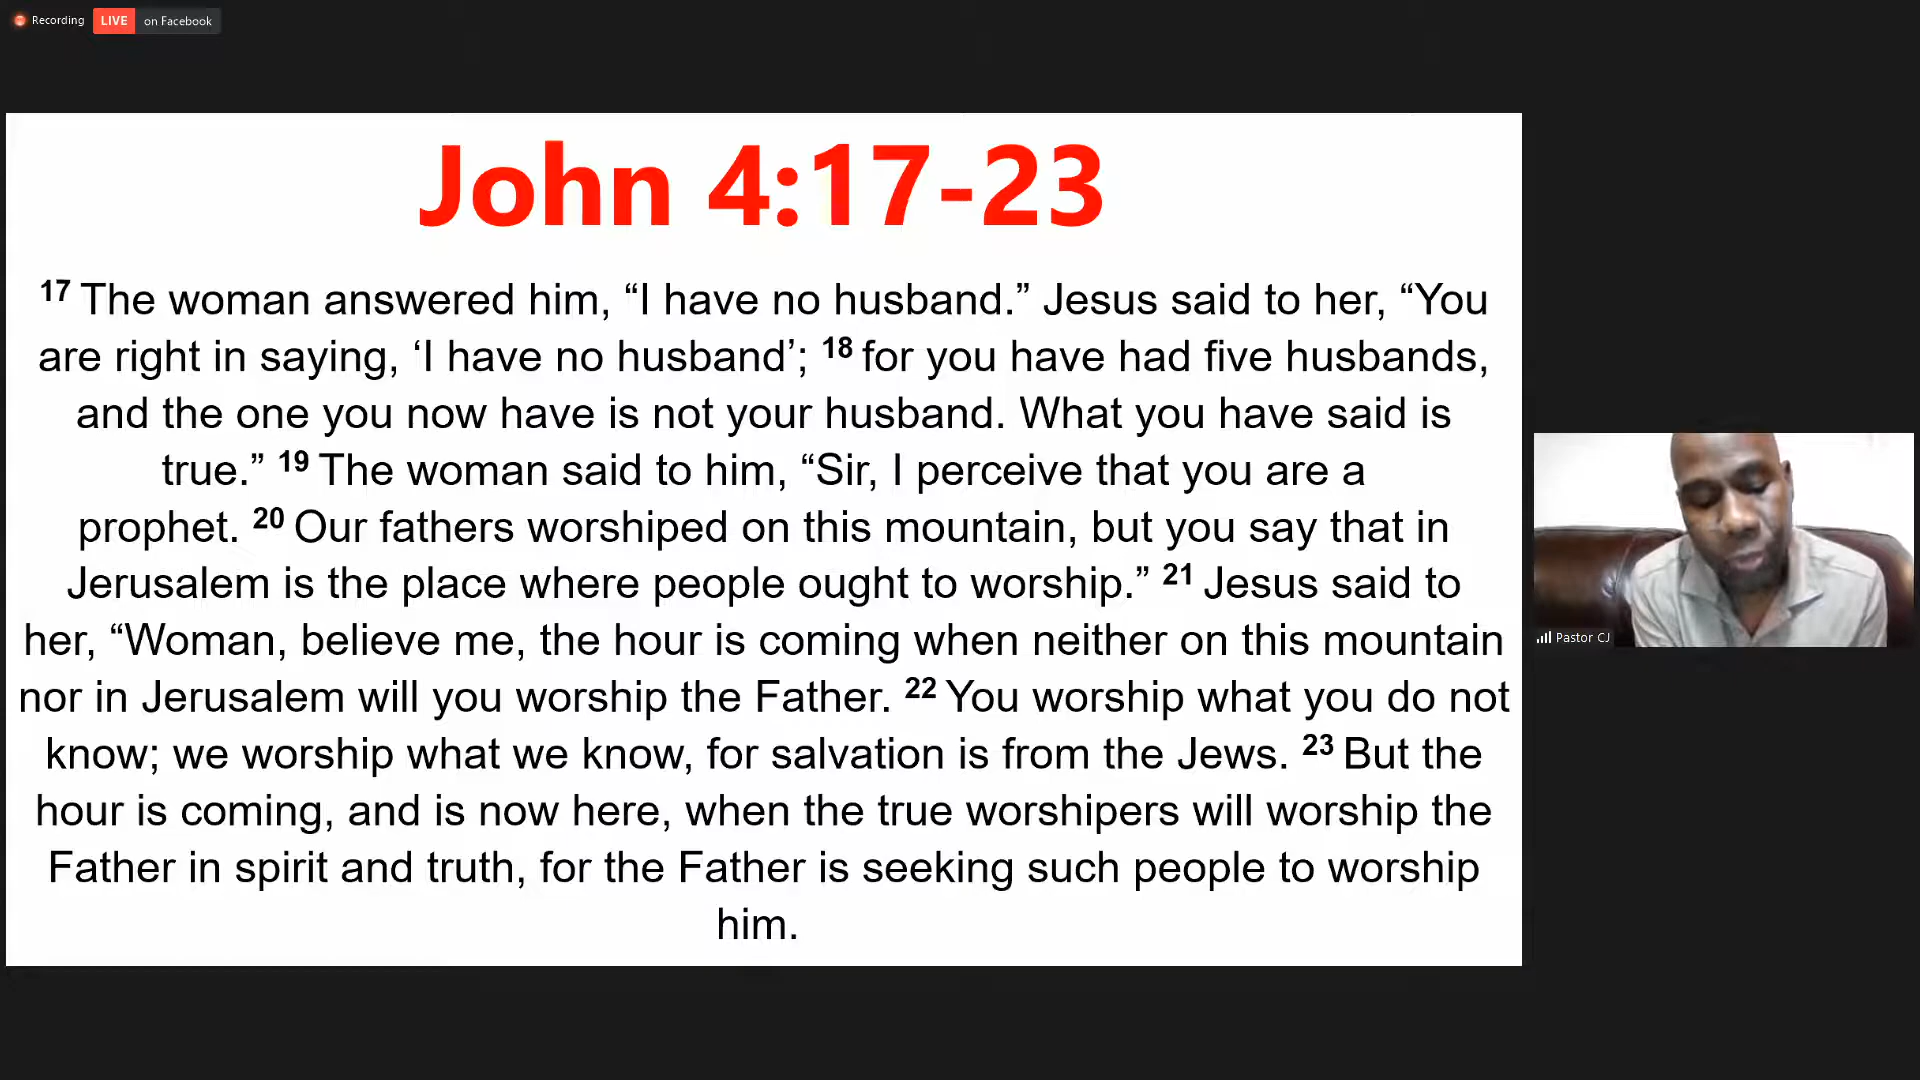 Recording LIVE on Facebook
John 4:17-23
17 The woman answered him, “I have no husband.” Jesus said to her, “You
are right in saying, ‘I have no husband’; 18 for you have had five husbands,
and the one you now have is not your husband. What you have said is
true.” 19 The woman said to him, “Sir, I perceive that you are a
prophet. 20 Our fathers worshiped on this mountain, but you say that in
Jerusalem is the place where people ought to worship.” 21 Jesus said to
her, “Woman, believe me, the hour is coming when neither on this mountain
nor in Jerusalem will you worship the Father. 22 You worship what you do not
know; we worship what we know, for salvation is from the Jews. 23 But the
hour is coming, and is now here, when the true worshipers will worship the
Father in spirit and truth, for the Father is seeking such people to worship
him.
Pastor CJ